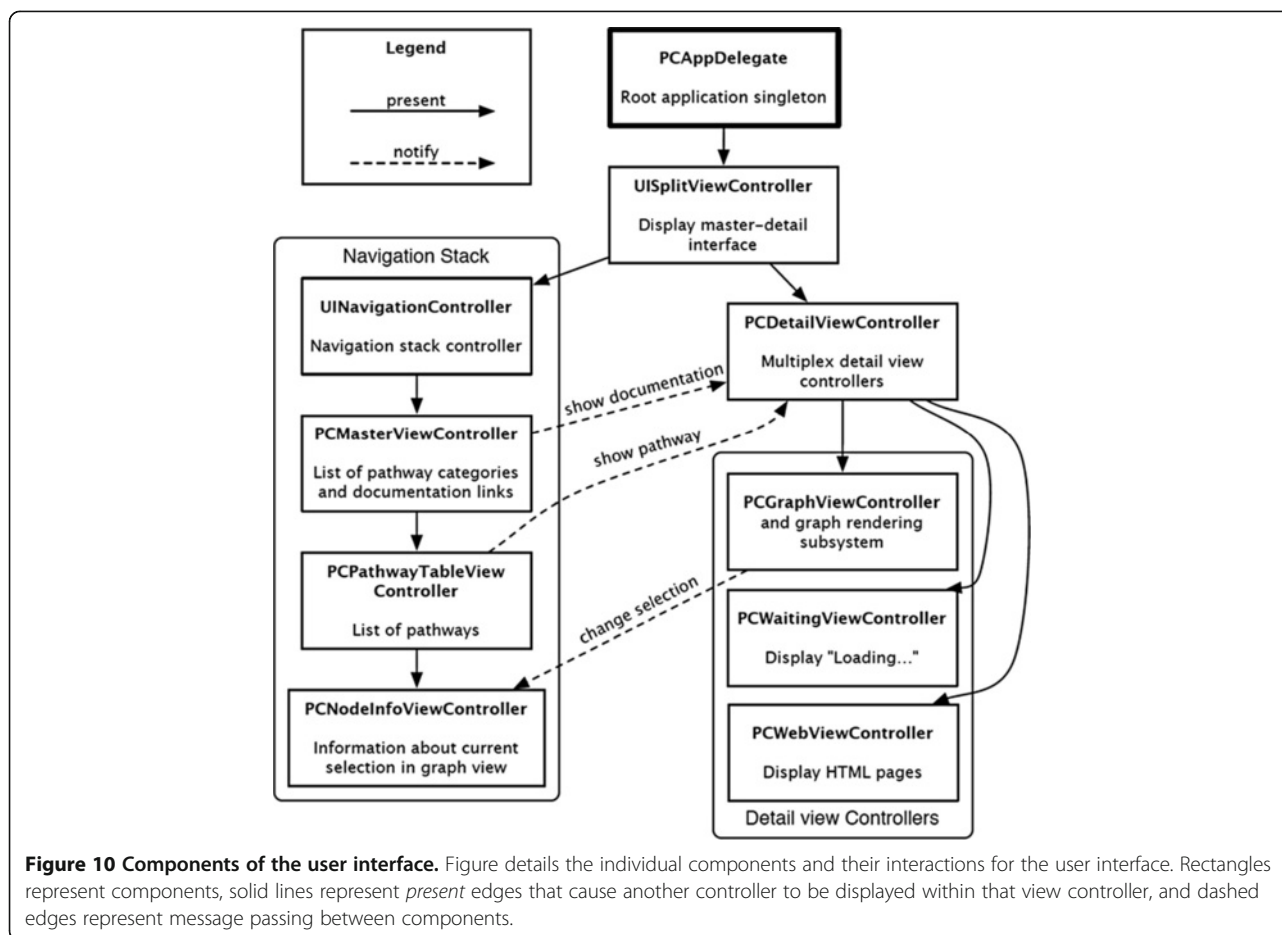 Legend
present
notify
PCAppDelegate
Root application singleton
UISplitViewController
Display master-detail
interface
Navigation Stack
UINavigationController
Navigation stack controller
PCMasterViewController
List of pathway categories
and documentation links
PCPathwayTableView
Controller
List of pathways
PCNodeInfoViewController
Information about current
selection in graph view
show documentation
show pathway
change selection
PCDetailViewController
Multiplex detail view
controllers
PCGraphViewController
and graph rendering
subsystem
PCWaitingViewController
Display "Loading..."
PCWebViewController
Display HTML pages
Detail view Controllers
Figure 10 Components of the user interface. Figure details the individual components and their interactions for the user interface. Rectangles
represent components, solid lines represent present edges that cause another controller to be displayed within that view controller, and dashed
edges represent message passing between components.